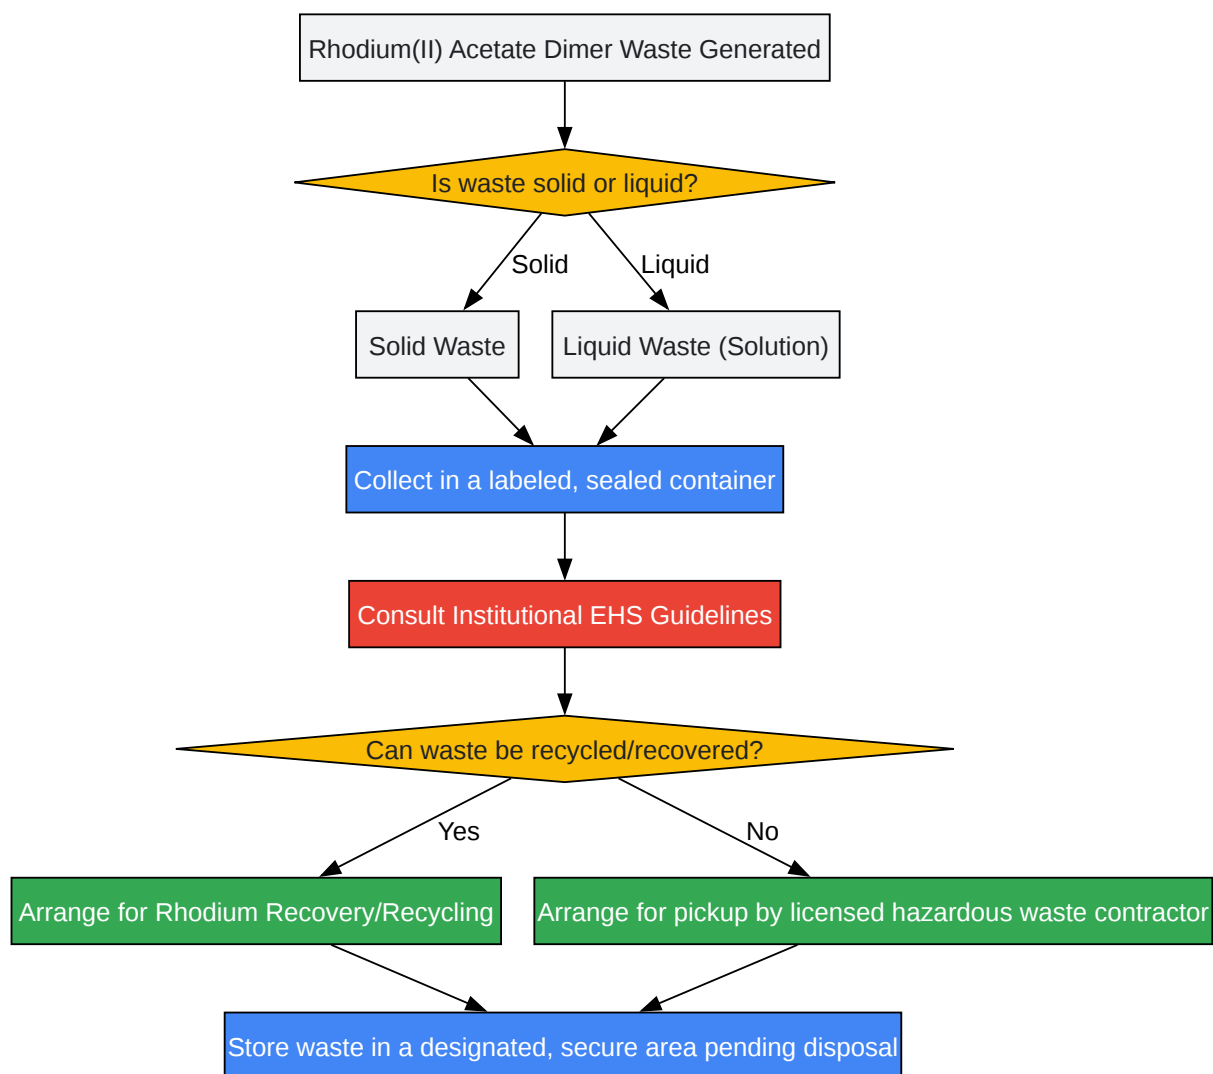 Rhodium(II) Acetate Dimer Waste Generated
Is waste solid or liquid?
Solid
Liquid
Solid Waste
Liquid Waste (Solution)
Collect in a labeled, sealed container
Consult Institutional EHS Guidelines
Can waste be recycled/recovered?
Yes
No
Arrange for Rhodium Recovery/Recycling
Arrange for pickup by licensed hazardous waste contractor
Store waste in a designated, secure area pending disposal